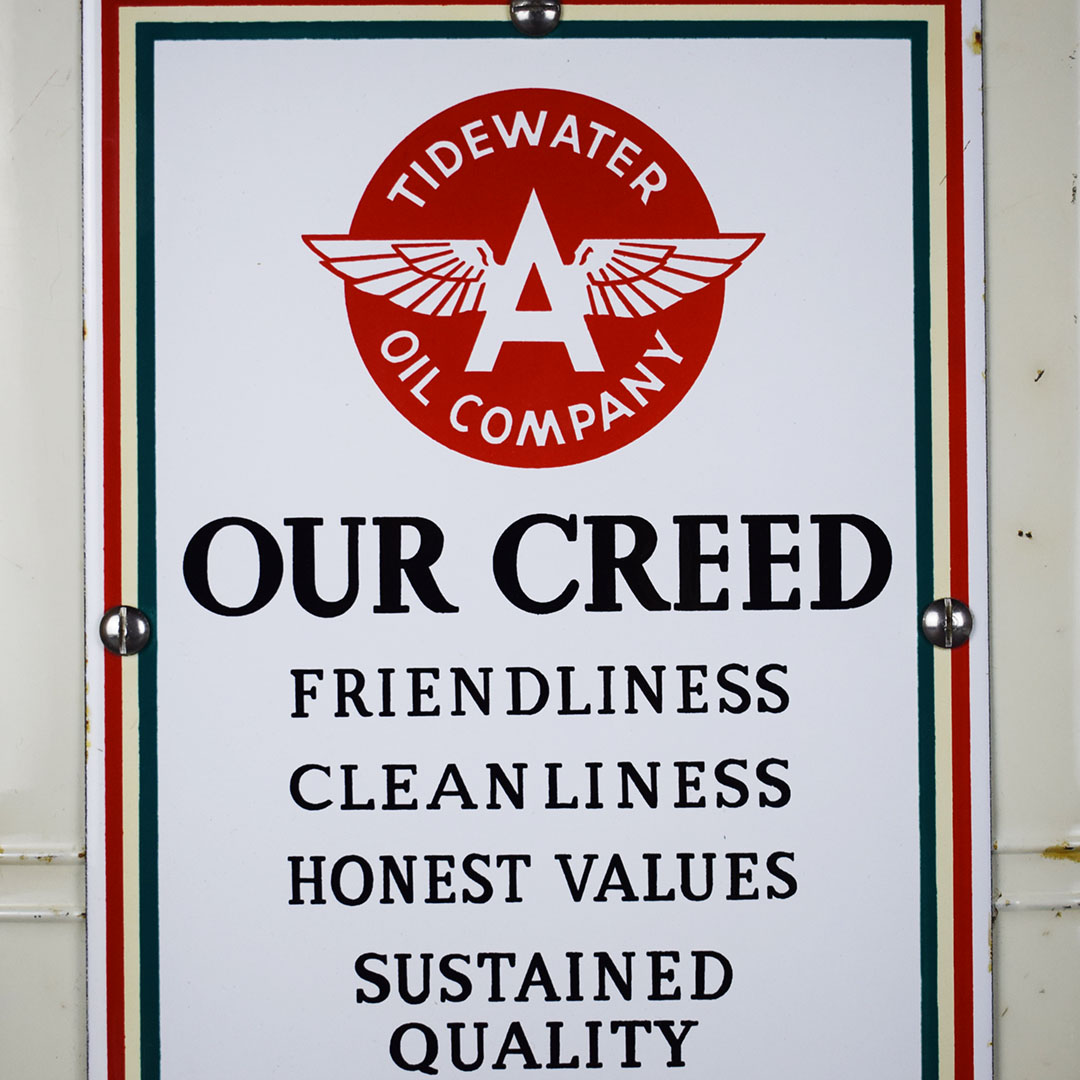 TIDEWATER
A
OIL COMPANY
OUR CREED
FRIENDLINESS
CLEANLINESS
HONEST VALUES
SUSTAINED
QUALITY